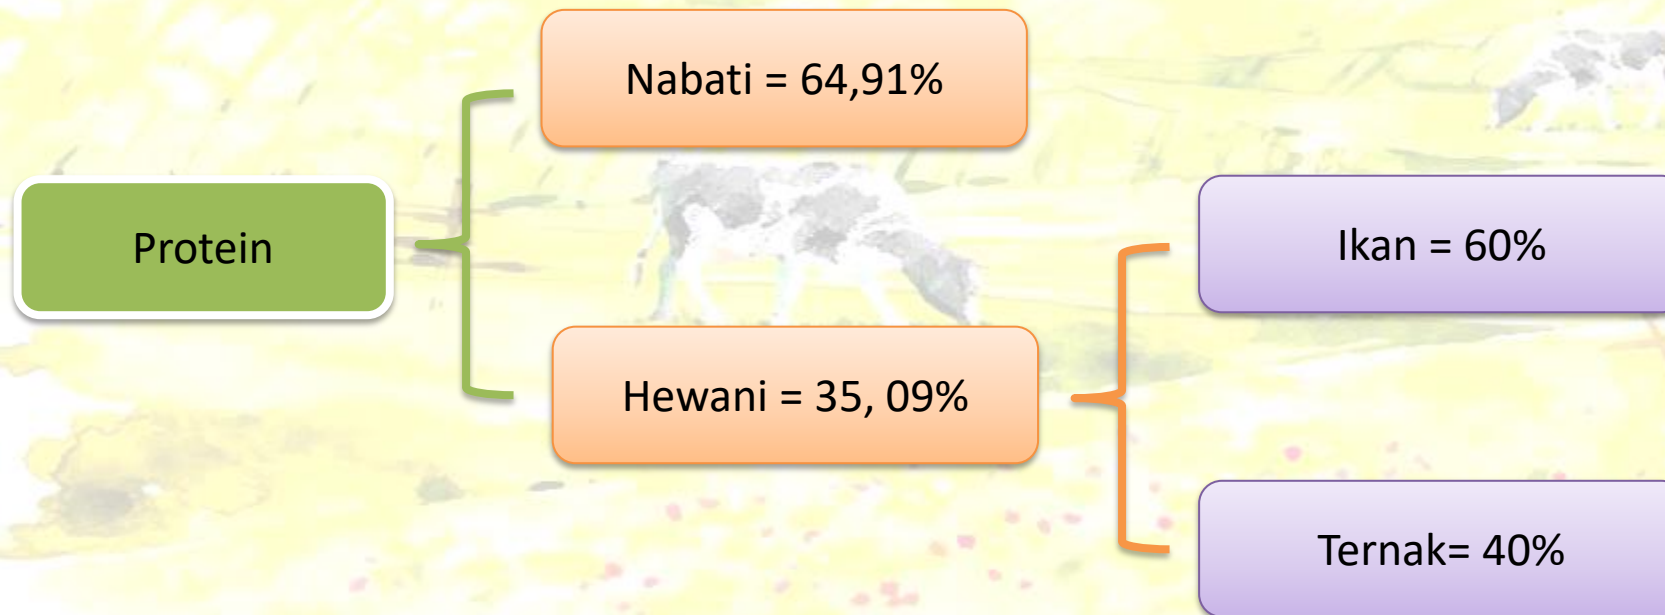 Protein
Nabati = 64,91%
Hewani = 35, 09%
Ikan = 60%
Ternak= 40%